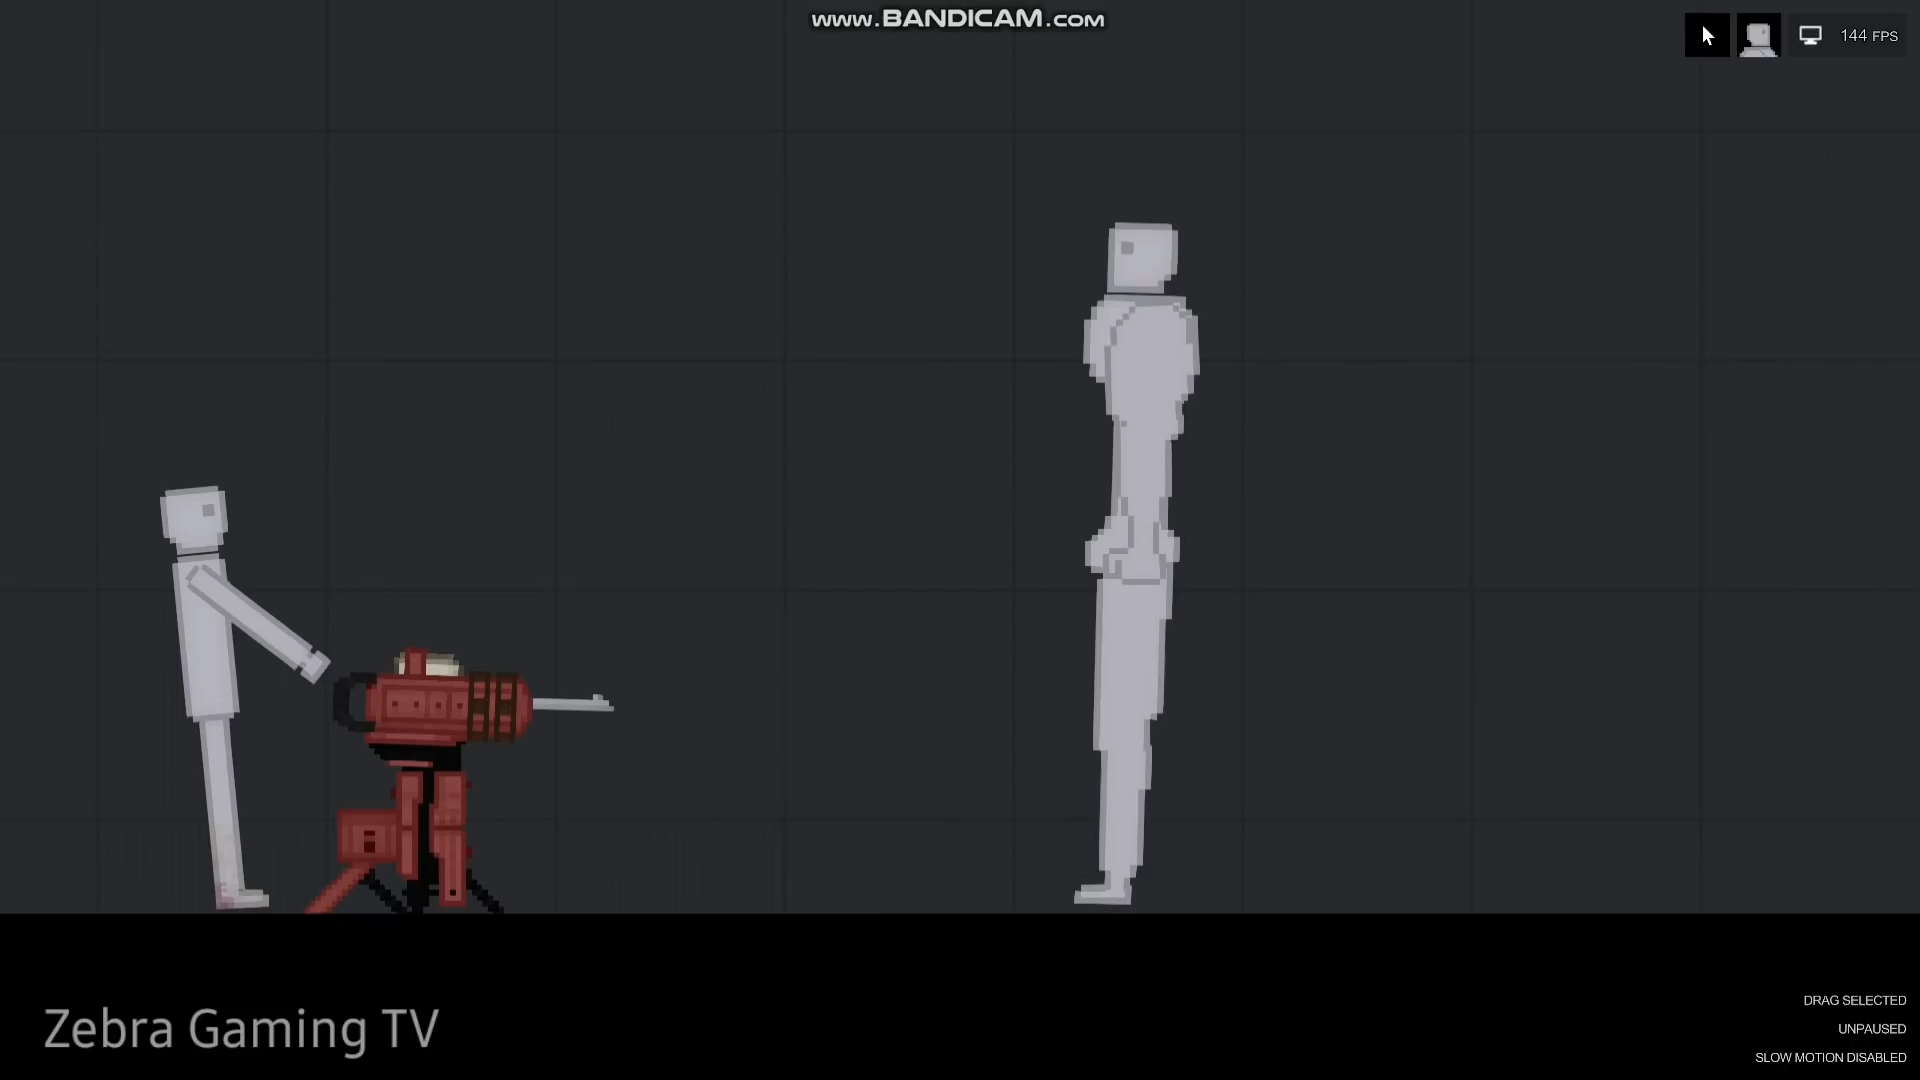 www.BANDICAM.com
144 FPS
Zebra Gaming TV
DRAG SELECTED
UNPAUSED
SLOW MOTION DISABLED